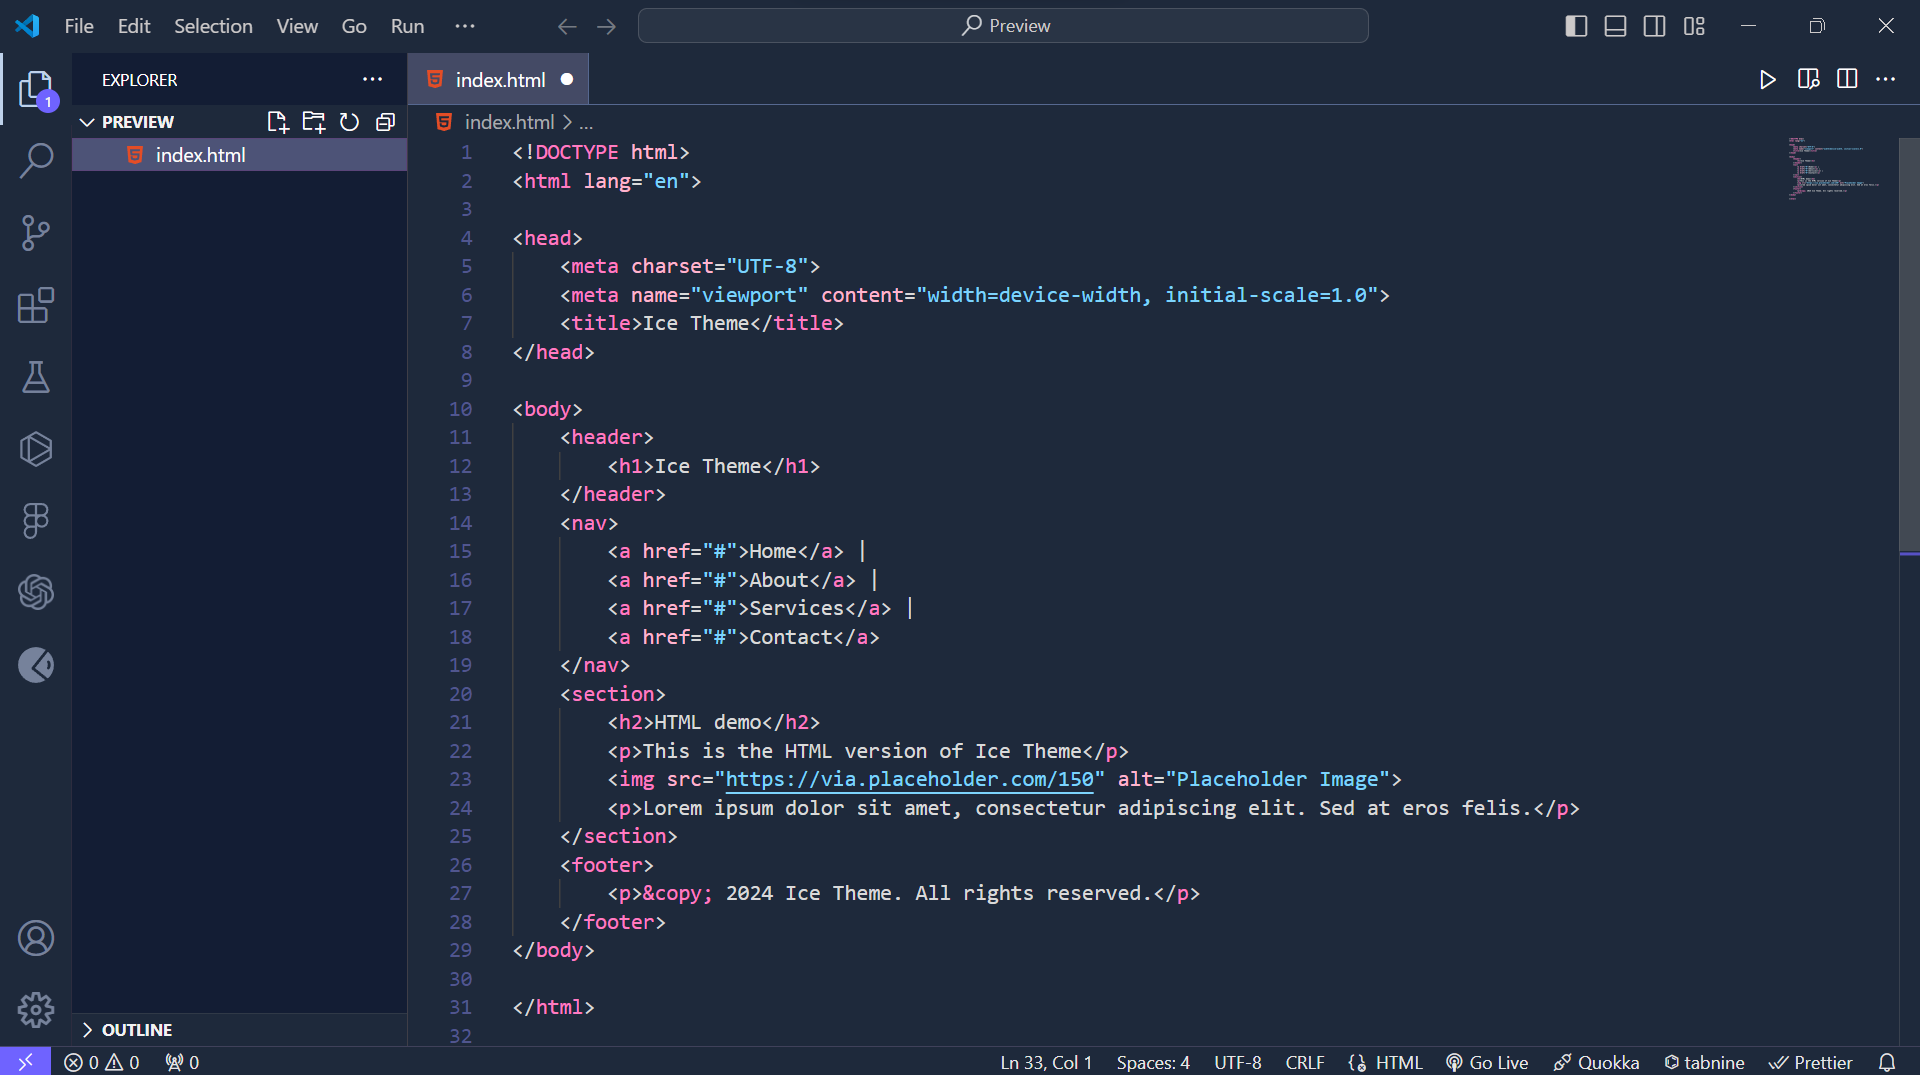 File Edit Selection View Go Run ··· Preview
EXPLORER ···
index.html
PREVIEW
index.html
OUTLINE
1
index.html > ...
1 <!DOCTYPE html>
2 <html lang="en">
3
4 <head>
5     <meta charset="UTF-8">
6     <meta name="viewport" content="width=device-width, initial-scale=1.0">
7     <title>Ice Theme</title>
8 </head>
9
10 <body>
11     <header>
12         <h1>Ice Theme</h1>
13     </header>
14     <nav>
15         <a href="#">Home</a> |
16         <a href="#">About</a> |
17         <a href="#">Services</a> |
18         <a href="#">Contact</a>
19     </nav>
20     <section>
21         <h2>HTML demo</h2>
22         <p>This is the HTML version of Ice Theme</p>
23         <img src="https://via.placeholder.com/150" alt="Placeholder Image">
24         <p>Lorem ipsum dolor sit amet, consectetur adipiscing elit. Sed at eros felis.</p>
25     </section>
26     <footer>
27         <p>&copy; 2024 Ice Theme. All rights reserved.</p>
28     </footer>
29 </body>
30
31 </html>
32
0 0 0 Ln 33, Col 1 Spaces: 4 UTF-8 CRLF HTML Go Live Quokka tabnine Prettier